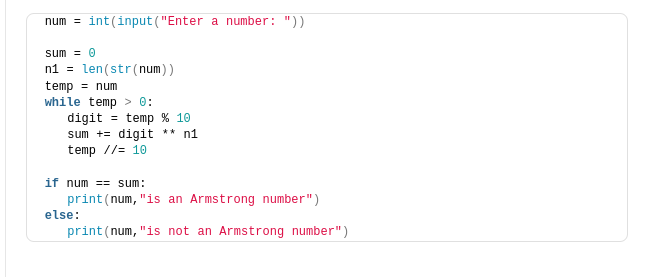 num = int(input("Enter a number: "))

sum = 0
n1 = len(str(num))
temp = num
while temp > 0:
    digit = temp % 10
    sum += digit ** n1
    temp //= 10

if num == sum:
    print(num,"is an Armstrong number")
else:
    print(num,"is not an Armstrong number")